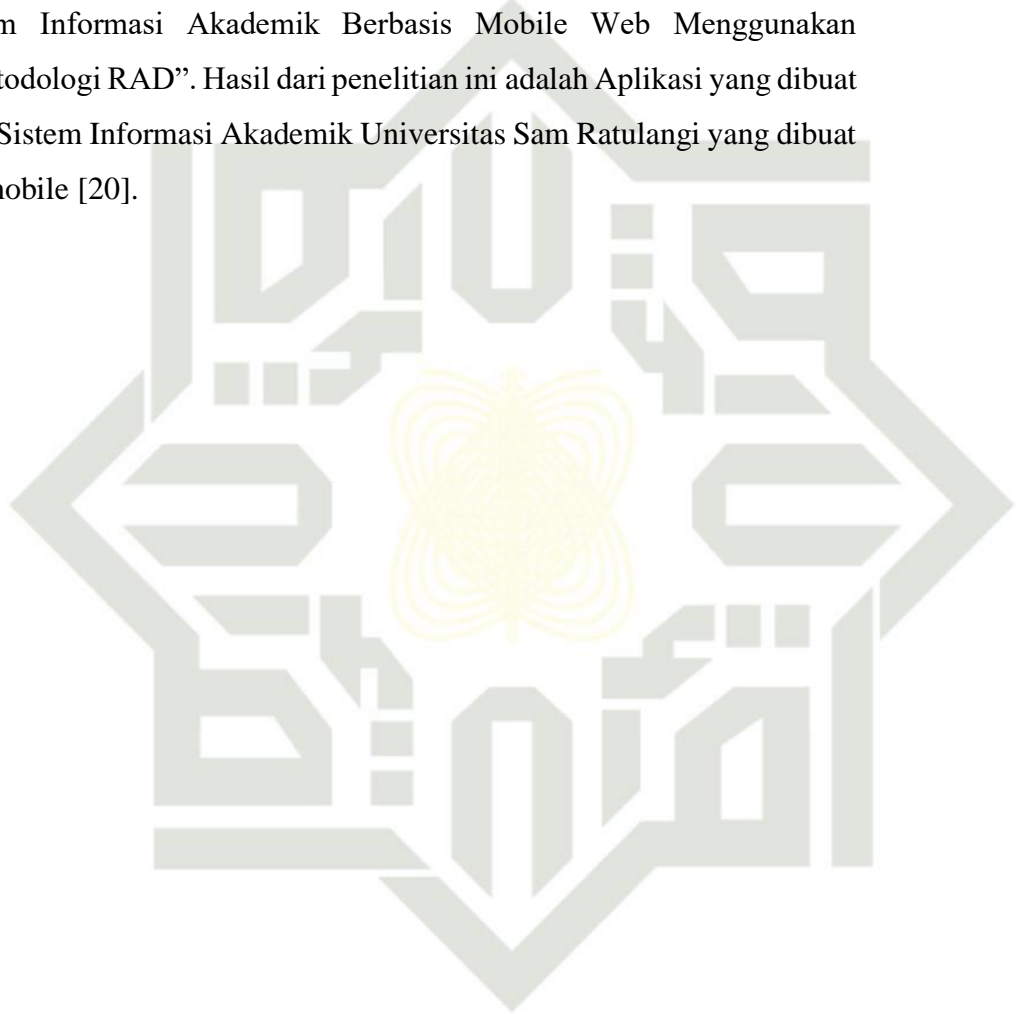 m Informasi Akademik Berbasis Mobile Web Menggunakan
todologi RAD”. Hasil dari penelitian ini adalah Aplikasi yang dibuat
Sistem Informasi Akademik Universitas Sam Ratulangi yang dibuat
mobile [20].